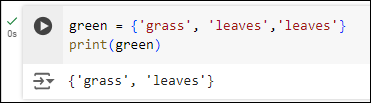 green = {'grass', 'leaves','leaves'}
0s
print(green)
{'grass', 'leaves'}